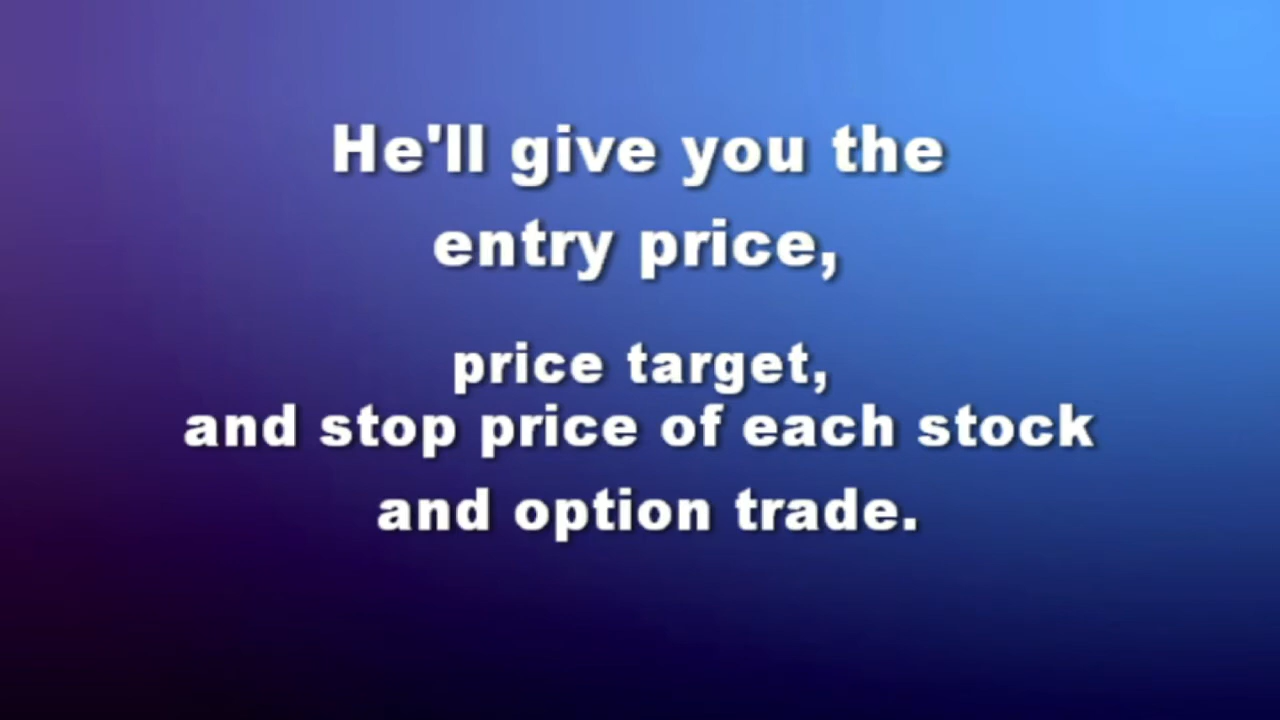 He'll give you the
entry price,
price target,
and stop price of each stock
and option trade.